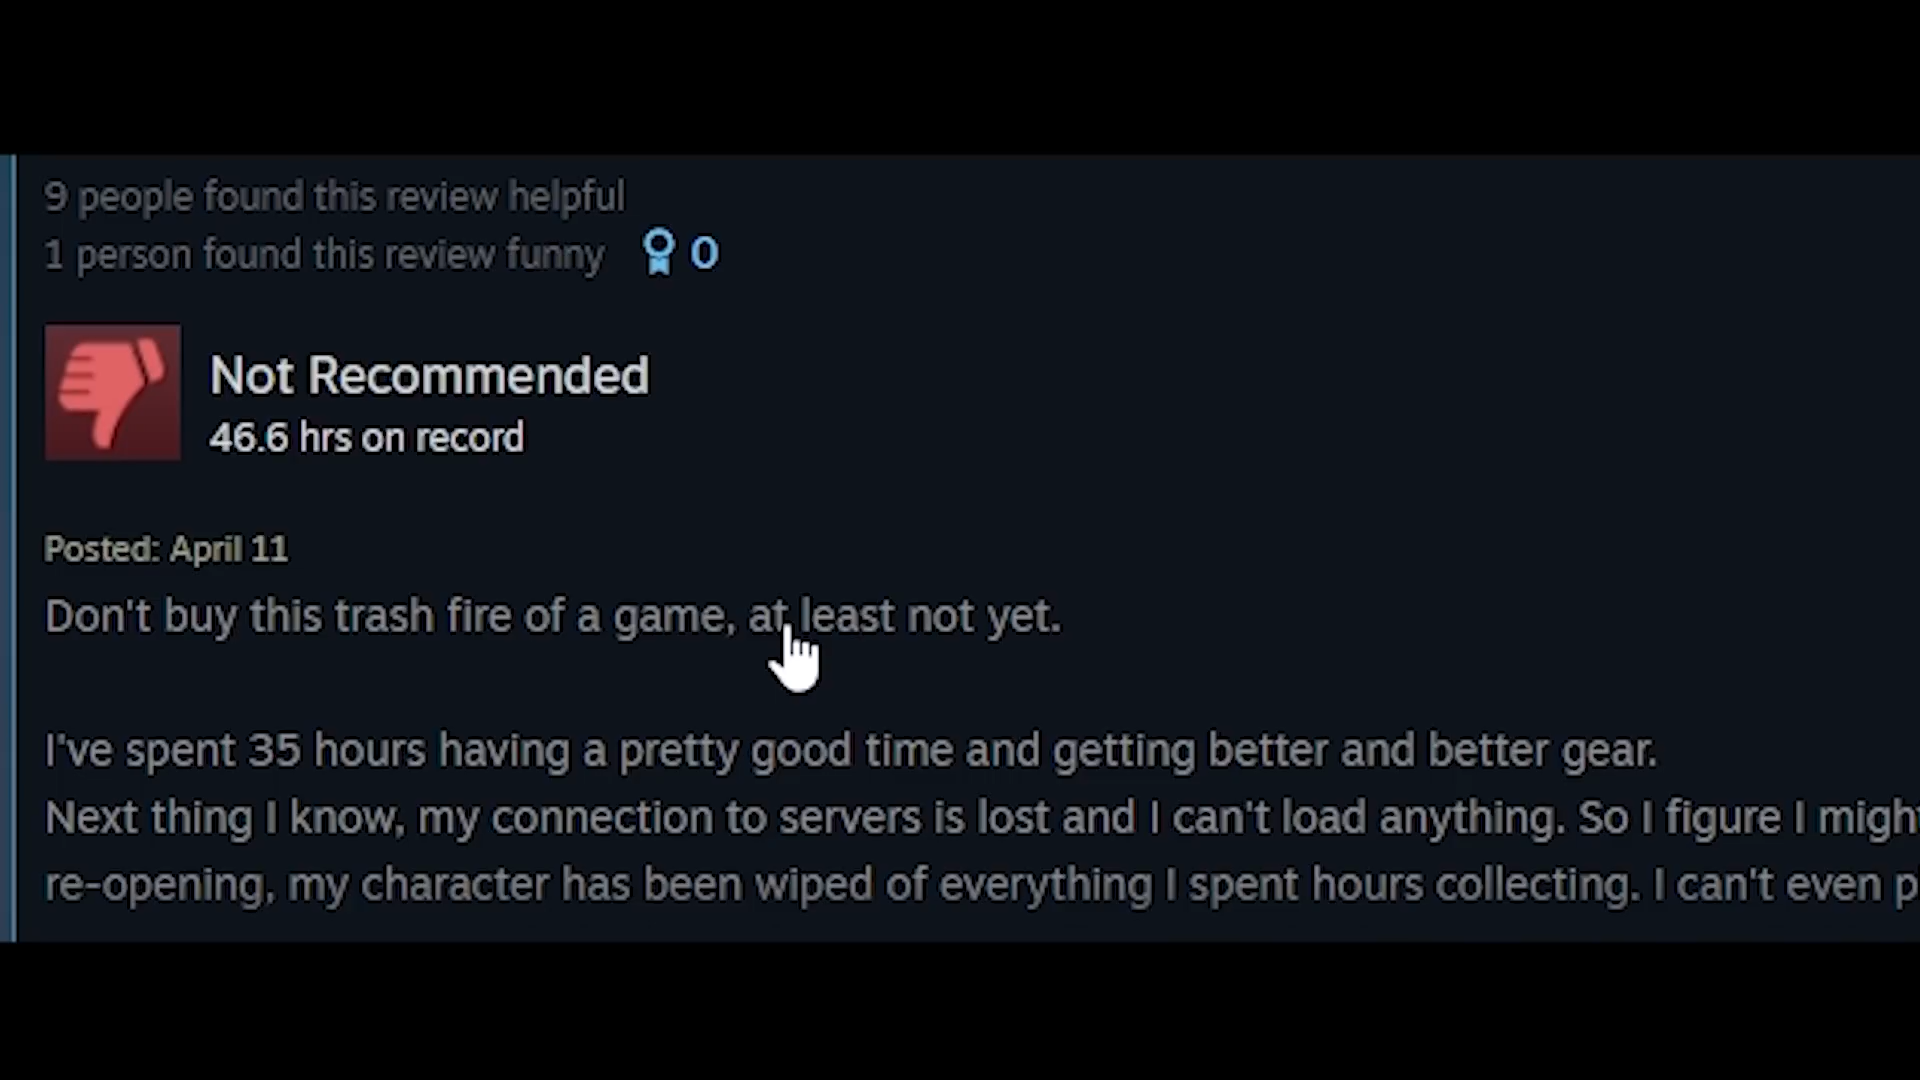 9 people found this review helpful
1 person found this review funny 0
Not Recommended
46.6 hrs on record
Posted: April 11
Don't buy this trash fire of a game, at least not yet.
I've spent 35 hours having a pretty good time and getting better and better gear.
Next thing I know, my connection to servers is lost and I can't load anything. So I figure I
re-opening, my character has been wiped of everything I spent hours collecting. I can't even